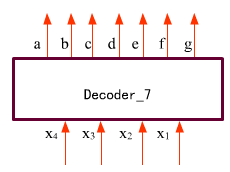 a b c d e f g
Decoder_7
x4 x3 x2 x1